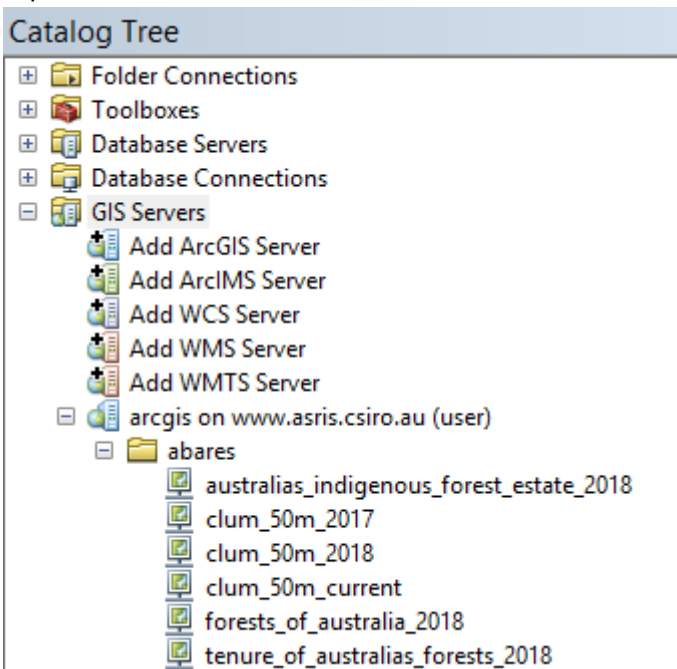 Catalog Tree
Folder Connections
Toolboxes
Database Servers
Database Connections
GIS Servers
Add ArcGIS Server
Add ArcIMS Server
Add WCS Server
Add WMS Server
Add WMTS Server
arcgis on www.asris.csiro.au (user)
abares
australias_indigenous_forest_estate_2018
clum_50m_2017
clum_50m_2018
clum_50m_current
forests_of_australia_2018
tenure_of_australias_forests_2018